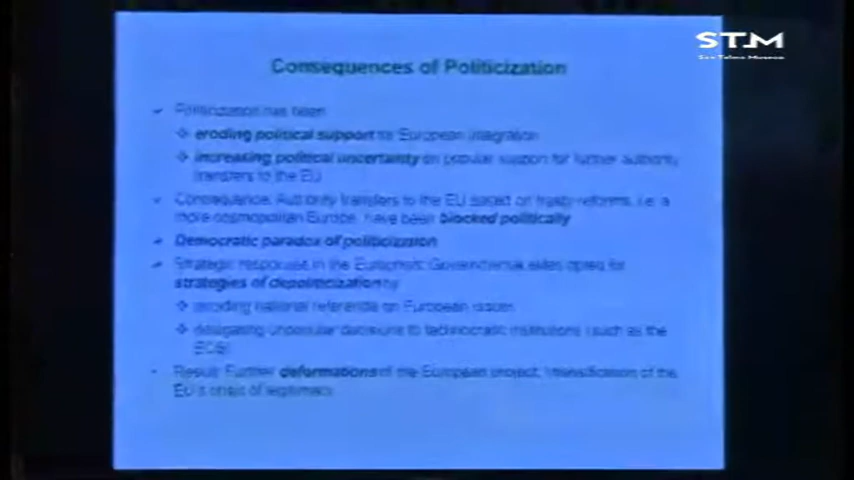 STM
San Telmo Museoa
Consequences of Politicization
Politicization has been
eroding political support for European integration
increasing political uncertainty on popular support for further authority
transfers to the EU
Consequence: Authority transfers to the EU based on treaty reforms, i.e. a
more cosmopolitan Europe, have been blocked politically
Democratic paradox of politicization
Strategic responses in the Eurocrisis: Governmental elites opted for
strategies of depoliticization by
avoiding national referenda on European issues
delegating unpopular decisions to technocratic institutions (such as the
ECB)
Result: Further deformations of the European project, Intensification of the
EU's crisis of legitimacy